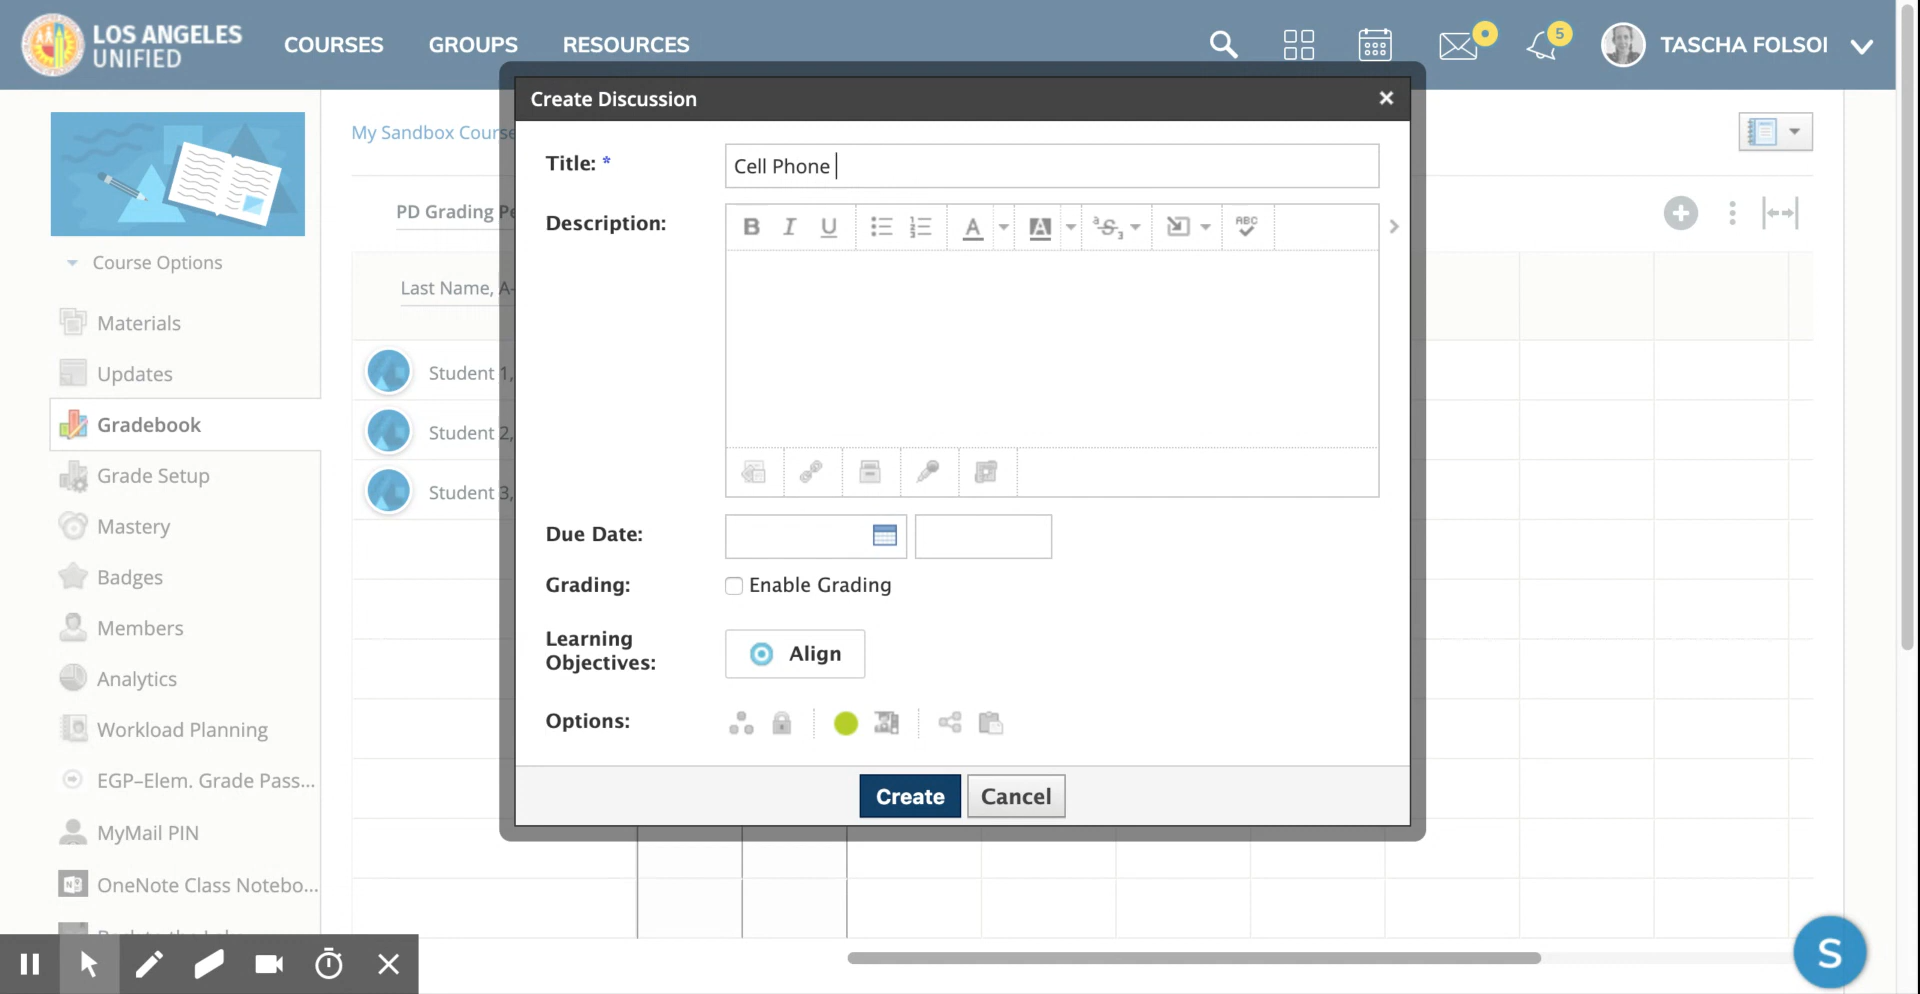 LOS ANGELES
UNIFIED
COURSES
GROUPS
RESOURCES
5
TASCHA FOLSOI
Create Discussion
My Sandbox Course
Title: *
Cell Phone
PD Grading Pe
Description:
B I U
A
A
ABC
Course Options
Last Name, A-
Materials
Student 1,
Updates
Gradebook
Student 2,
Grade Setup
Student 3,
Mastery
Due Date:
Badges
Grading:
Enable Grading
Members
Learning
Objectives:
Align
Analytics
Options:
Workload Planning
EGP–Elem. Grade Pass...
Create
Cancel
MyMail PIN
OneNote Class Notebo...
S